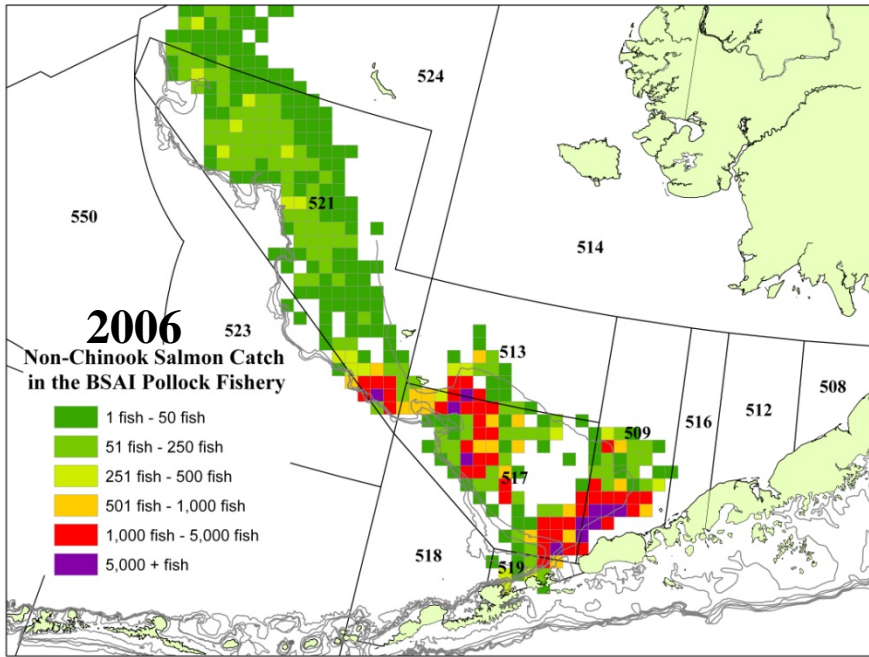 524
550
521
514
2006
523
Non-Chinook Salmon Catch
in the BSAI Pollock Fishery
513
508
516
512
509
1 fish - 50 fish
51 fish - 250 fish
251 fish - 500 fish
501 fish - 1,000 fish
1,000 fish - 5,000 fish
5,000 + fish
517
518
519